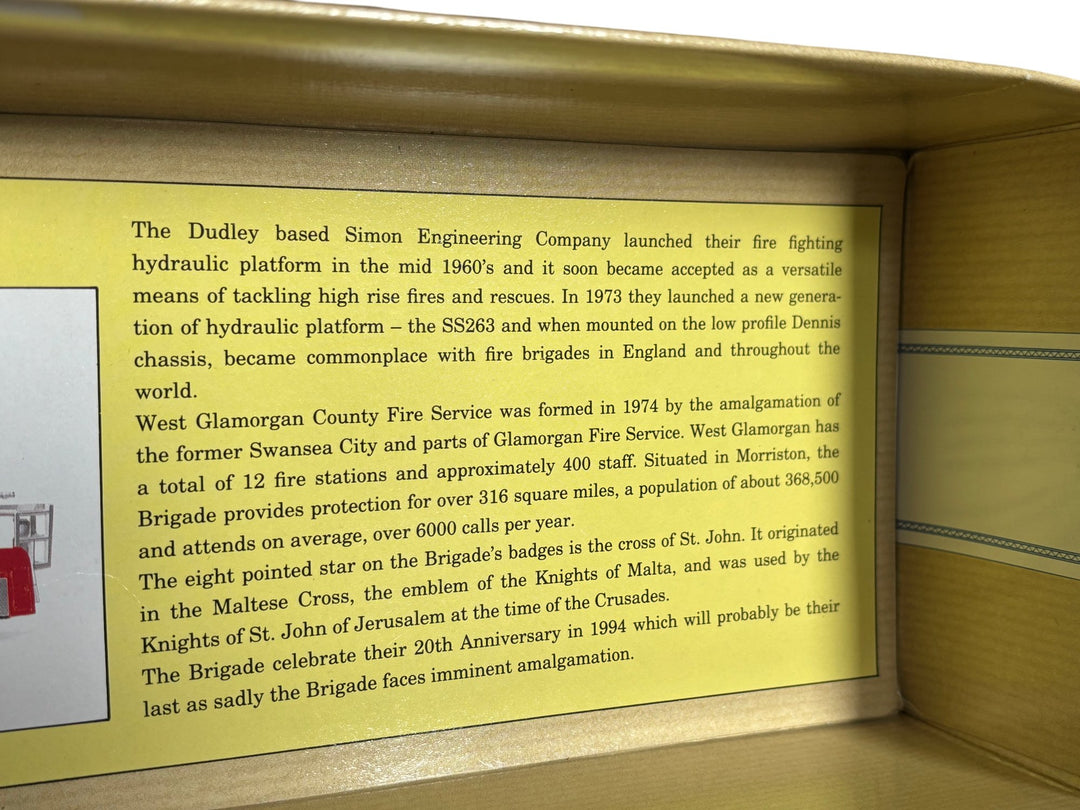 The Dudley based Simon Engineering Company launched their fire fighting
hydraulic platform in the mid 1960's and it soon became accepted as a versatile
means of tackling high rise fires and rescues. In 1973 they launched a new genera-
tion of hydraulic platform – the SS263 and when mounted on the low profile Dennis
chassis, became commonplace with fire brigades in England and throughout the
world.
West Glamorgan County Fire Service was formed in 1974 by the amalgamation of
the former Swansea City and parts of Glamorgan Fire Service. West Glamorgan has
a total of 12 fire stations and approximately 400 staff. Situated in Morriston, the
Brigade provides protection for over 316 square miles, a population of about 368,500
and attends on average, over 6000 calls per year.
The eight pointed star on the Brigade's badges is the cross of St. John. It originated
in the Maltese Cross, the emblem of the Knights of Malta, and was used by the
Knights of St. John of Jerusalem at the time of the Crusades.
The Brigade celebrate their 20th Anniversary in 1994 which will probably be their
last as sadly the Brigade faces imminent amalgamation.